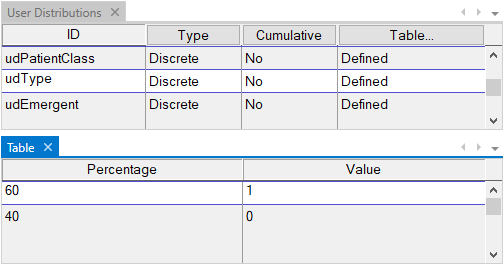 User Distributions
ID Type Cumulative Table...
udPatientClass Discrete No Defined
udType Discrete No Defined
udEmergent Discrete No Defined
Table
Percentage Value
60 1
40 0